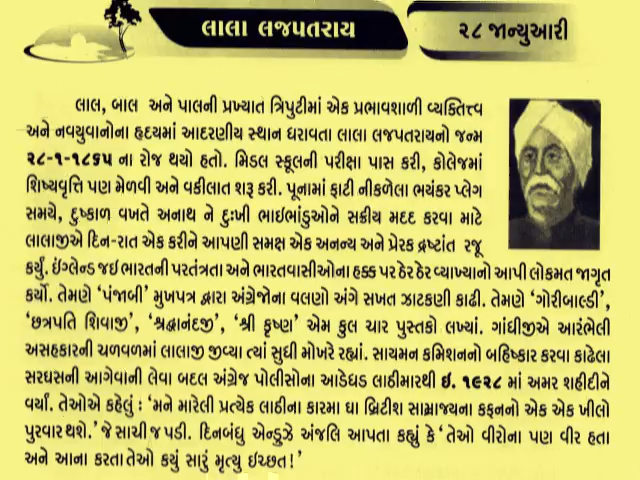 લાલા લજપતરાય
૨૮ જાન્યુઆરી
લાલ, બાલ અને પાલની પ્રખ્યાત ત્રિપુટીમાં એક પ્રભાવશાળી વ્યક્તિત્ત્વ
અને નવયુવાનોના હૃદયમાં આદરણીય સ્થાન ધરાવતા લાલા લજપતરાયનો જન્મ
૨૮-૧-૧૮૬૫ ના રોજ થયો હતો. મિડલ સ્કૂલની પરીક્ષા પાસ કરી, કોલેજમાં
શિષ્યવૃત્તિ પણ મેળવી અને વકીલાત શરૂ કરી. પૂનામાં ફાટી નીકળેલા ભયંકર પ્લેગ
સમયે, દુષ્કાળ વખતે અનાથ ને દુઃખી ભાઈભાંડુઓને સક્રીય મદદ કરવા માટે
લાલાજીએ દિન-રાત એક કરીને આપણી સમક્ષ એક અનન્ય અને પ્રેરક દ્રષ્ટાંત રજૂ
કર્યું. ઈંગ્લેન્ડ જઈ ભારતની પરતંત્રતા અને ભારતવાસીઓના હક્ક પર ઠેર ઠેર વ્યાખ્યાનો આપી લોકમત જાગૃત
કર્યો. તેમણે ‘પંજાબી’ મુખપત્ર દ્વારા અંગ્રેજોના વલણો અંગે સખત ઝાટકણી કાઢી. તેમણે ‘ગોરીબાલ્ડી’,
‘છત્રપતિ શિવાજી’, ‘શ્રદ્ધાનંદજી’, ‘શ્રી કૃષ્ણ’ એમ કુલ ચાર પુસ્તકો લખ્યાં. ગાંધીજીએ આરંભેલી
અસહકારની ચળવળમાં લાલાજી જીવ્યા ત્યાં સુધી મોખરે રહ્યાં. સાયમન કમિશનનો બહિષ્કાર કરવા કાઢેલા
સરઘસની આગેવાની લેવા બદલ અંગ્રેજ પોલીસોના આડેધડ લાઠીમારથી ઇ. ૧૯૨૮ માં અમર શહીદીને
વર્યાં. તેઓએ કહેલું : ‘મને મારેલી પ્રત્યેક લાઠીના કારમા ઘા બ્રિટીશ સામ્રાજ્યના કફનનો એક એક ખીલો
પુરવાર થશે.’ જે સાચી જ પડી. દિનબંધુ એન્ડ્રુઝે અંજલિ આપતા કહ્યું કે ‘તેઓ વીરોના પણ વીર હતા
અને આના કરતા તેઓ કયું સારું મૃત્યુ ઈચ્છત!’